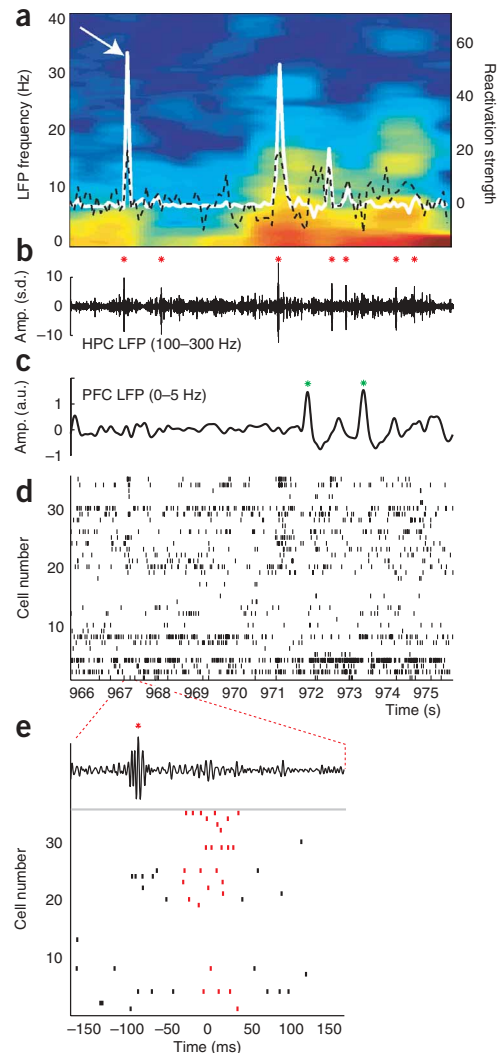 a
40
30
20
10
0
LFP frequency (Hz)
60
40
20
0
Reactivation strength
b
10
0
−10
Amp. (s.d.)
HPC LFP (100–300 Hz)
c
1
0
−1
Amp. (a.u.)
PFC LFP (0–5 Hz)
d
30
20
10
Cell number
966 967 968 969 970 971 972 973 974 975
Time (s)
e
30
20
10
Cell number
−150 −100 −50 0 50 100 150
Time (ms)